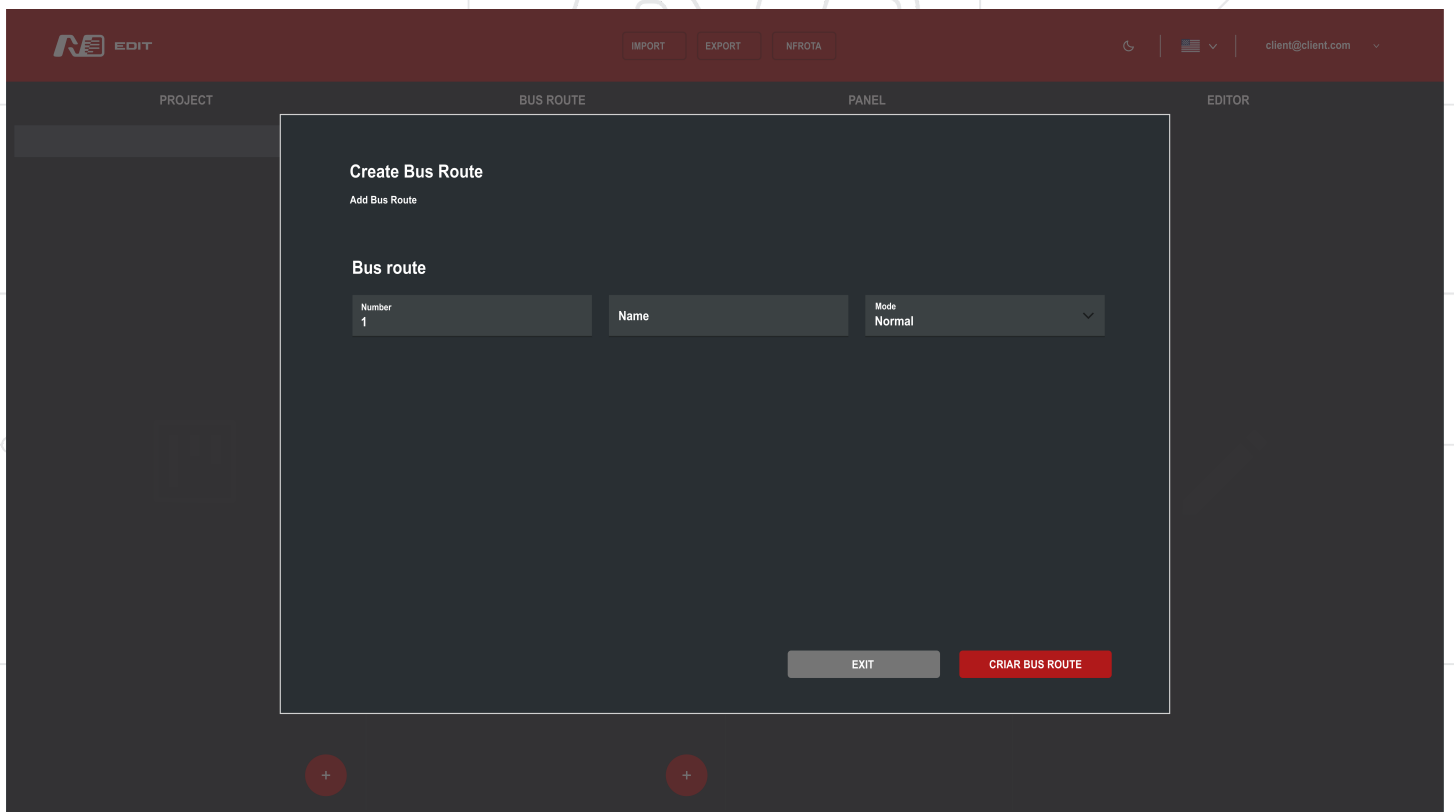 EDIT
IMPORT EXPORT NFROTA
client@client.com
PROJECT BUS ROUTE PANEL EDITOR
Create Bus Route
Add Bus Route
Bus route
Number
1
Name
Mode
Normal
EXIT
CRIAR BUS ROUTE
+ +